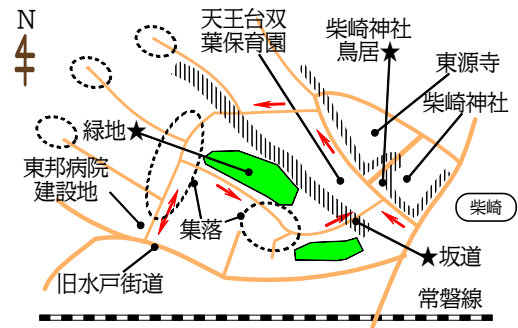 N
天王台双
葉保育園
柴崎神社
鳥居★
東源寺
柴崎神社
緑地★
東邦病院
建設地
集落
柴崎
★坂道
旧水戸街道
常磐線